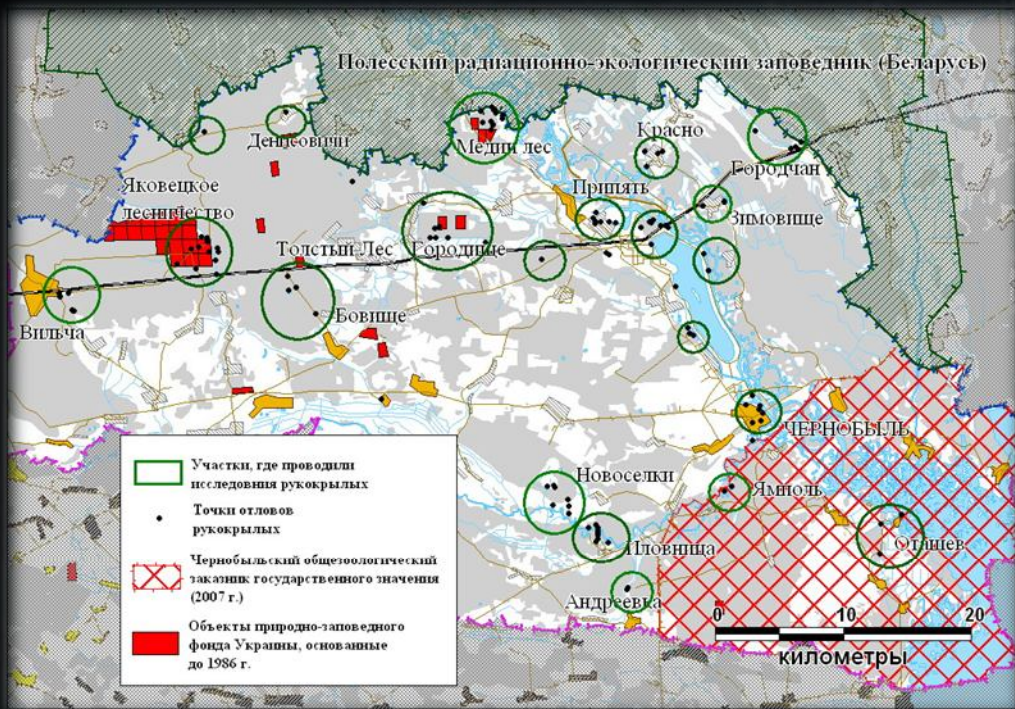 Полесский радиационно-экологический заповедник (Беларусь)
Денисовичи
Медин лес
Красно
Городчан
Яковецкое
лесничество
Припять
Зимовище
Толстый Лес
Городище
Вильча
Бовище
ЧЕРНОБЫЛЬ
Новоселки
Ямполь
Иловница
Оташев
Андреевка
Участки, где проводили
исследовния рукокрылых
Точки отловов
рукокрылых
Чернобыльский общезоологический
заказник государственного значения
(2007 г.)
Объекты природно-заповедного
фонда Украины, основанные
до 1986 г.
0 10 20
километры